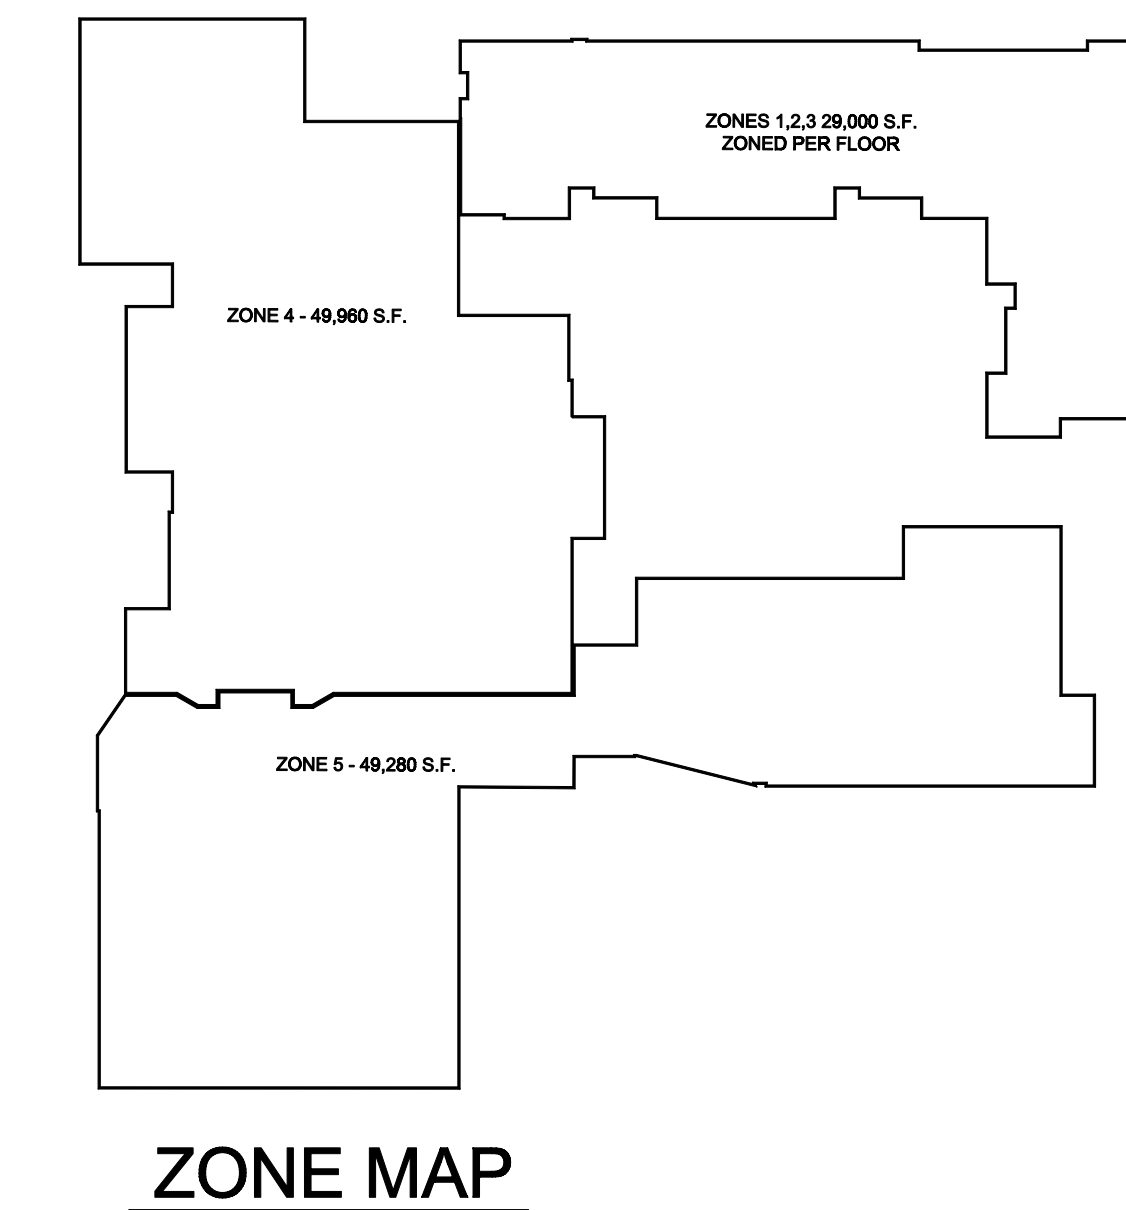 ZONES 1,2,3 29,000 S.F.
ZONED PER FLOOR
ZONE 4 - 49,960 S.F.
ZONE 5 - 49,280 S.F.
ZONE MAP